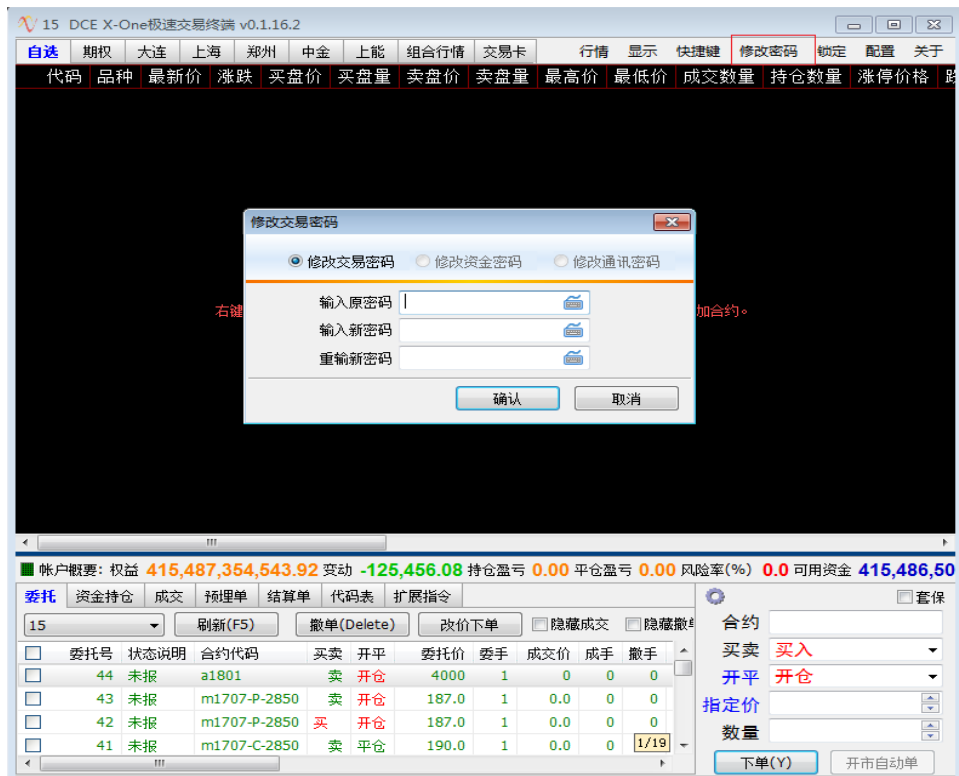 15 DCE X-One极速交易终端 v0.1.16.2
自选 期权 大连 上海 郑州 中金 上能 组合行情 交易卡 行情 显示 快捷键 修改密码 锁定 配置 关于
代码 品种 最新价 涨跌 买盘价 买盘量 卖盘价 卖盘量 最高价 最低价 成交数量 持仓数量 涨停价格
修改交易密码
修改交易密码 修改资金密码 修改通讯密码
输入原密码
右键 加合约。
输入新密码
重输新密码
确认 取消
帐户概要: 权益 415,487,354,543.92 变动 -125,456.08 持仓盈亏 0.00 平仓盈亏 0.00 风险率(%) 0.0 可用资金 415,486,50
委托 资金持仓 成交 预埋单 结算单 代码表 扩展指令 套保
15 刷新(F5) 撤单(Delete) 改价下单 隐藏成交 隐藏撤单 合约
委托号 状态说明 合约代码 买卖 开平 委托价 委手 成交价 成手 撤手 买卖 买入
44 未报 a1801 卖 开仓 4000 1 0 0 0 开平 开仓
43 未报 m1707-P-2850 卖 开仓 187.0 1 0.0 0 0 指定价
42 未报 m1707-P-2850 买 开仓 187.0 1 0.0 0 0 数量
41 未报 m1707-C-2850 卖 平仓 190.0 1 0.0 0 1/19
下单(Y) 开市自动单